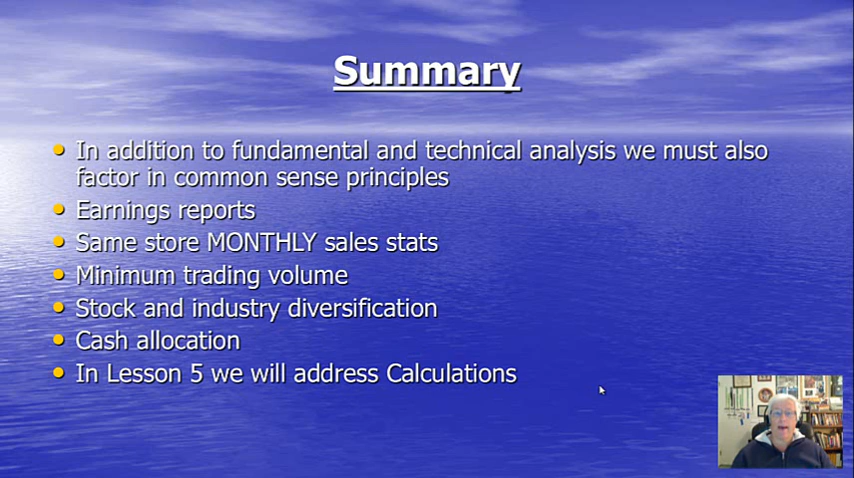 Summary
In addition to fundamental and technical analysis we must also
factor in common sense principles
Earnings reports
Same store MONTHLY sales stats
Minimum trading volume
Stock and industry diversification
Cash allocation
In Lesson 5 we will address Calculations